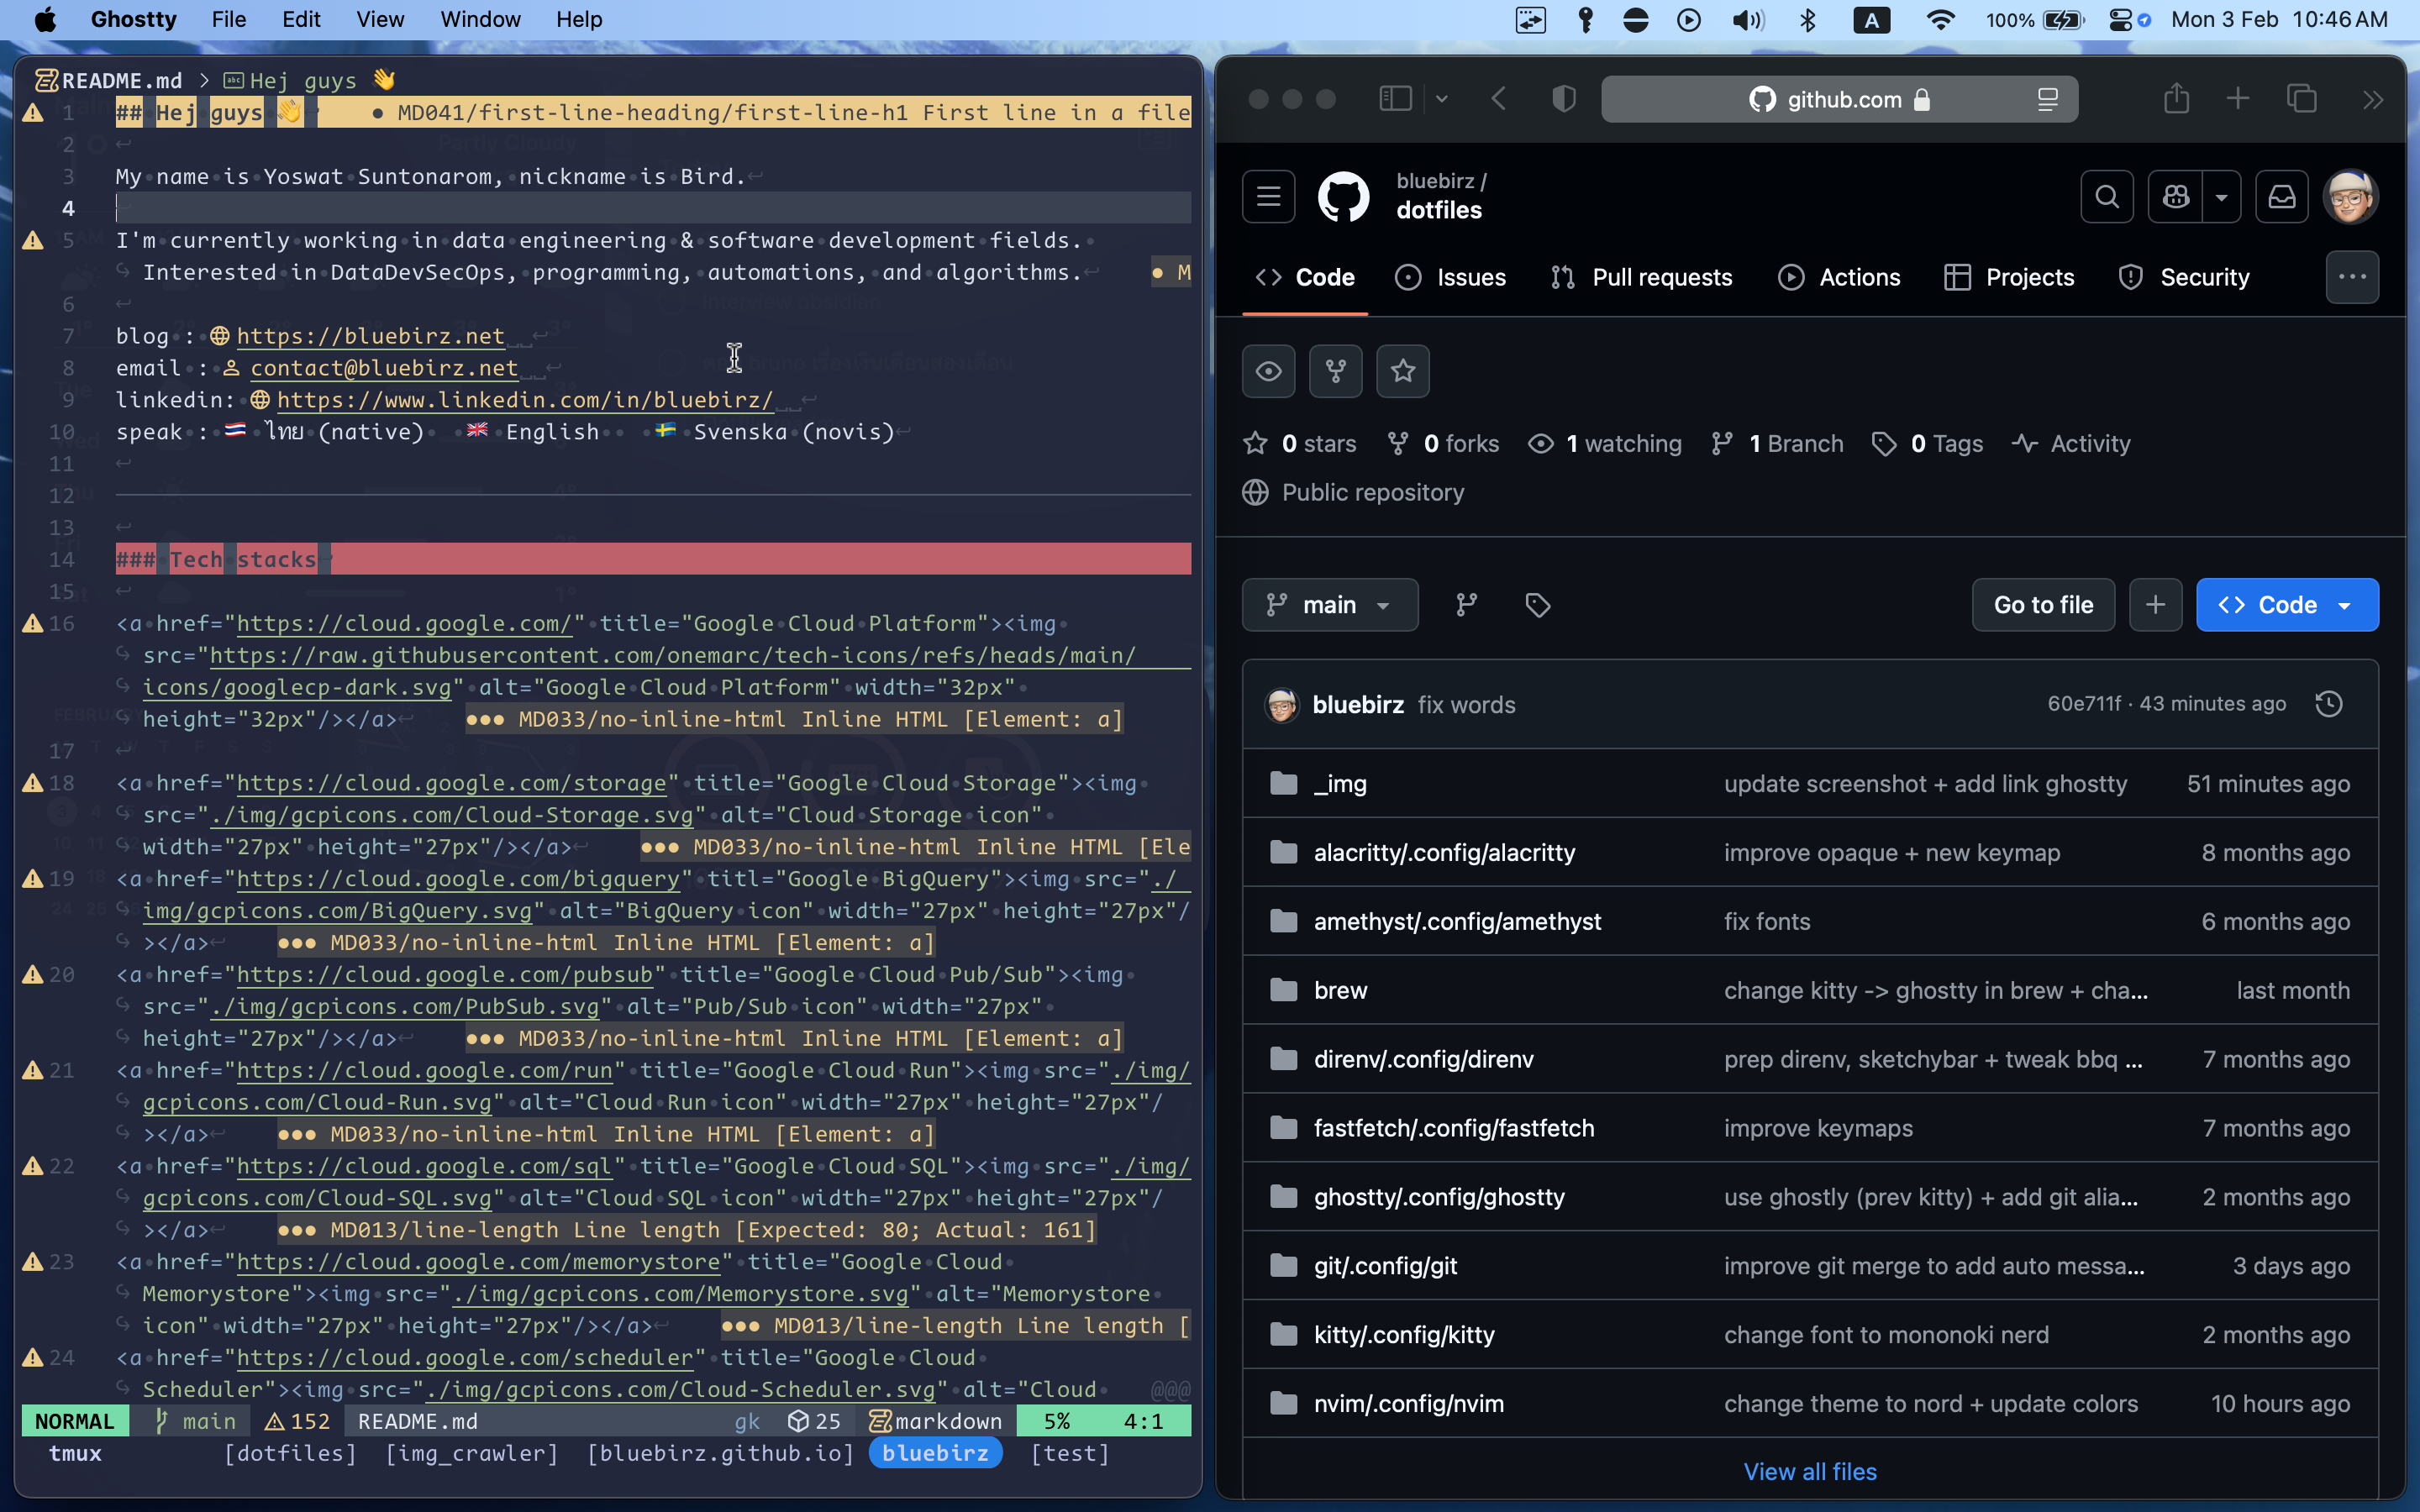 Ghostty File Edit View Window Help
A 100% Mon 3 Feb 10:46 AM
README.md > Hej guys 👋
1 ## Hej guys 👋 ● MD041/first-line-heading/first-line-h1 First line in a file
2
3 My name is Yoswat Suntonarom, nickname is Bird.
4
5 I'm currently working in data engineering & software development fields.
Interested in DataDevSecOps, programming, automations, and algorithms. ● M
6
7 blog : https://bluebirz.net
8 email : contact@bluebirz.net
9 linkedin: https://www.linkedin.com/in/bluebirz/
10 speak : 🇹🇭 ไทย (native) 🇬🇧 English 🇸🇪 Svenska (novis)
11
12
13
14 ### Tech stacks
15
16 <a href="https://cloud.google.com/" title="Google Cloud Platform"><img
src="https://raw.githubusercontent.com/onemarc/tech-icons/refs/heads/main/
icons/googlecp-dark.svg" alt="Google Cloud Platform" width="32px"
height="32px"/></a> ●●● MD033/no-inline-html Inline HTML [Element: a]
17
18 <a href="https://cloud.google.com/storage" title="Google Cloud Storage"><img
src="./img/gcpicons.com/Cloud-Storage.svg" alt="Cloud Storage icon"
width="27px" height="27px"/></a> ●●● MD033/no-inline-html Inline HTML [Ele
19 <a href="https://cloud.google.com/bigquery" titl="Google BigQuery"><img src="./
img/gcpicons.com/BigQuery.svg" alt="BigQuery icon" width="27px" height="27px"/
></a> ●●● MD033/no-inline-html Inline HTML [Element: a]
20 <a href="https://cloud.google.com/pubsub" title="Google Cloud Pub/Sub"><img
src="./img/gcpicons.com/PubSub.svg" alt="Pub/Sub icon" width="27px"
height="27px"/></a> ●●● MD033/no-inline-html Inline HTML [Element: a]
21 <a href="https://cloud.google.com/run" title="Google Cloud Run"><img src="./img/
gcpicons.com/Cloud-Run.svg" alt="Cloud Run icon" width="27px" height="27px"/
></a> ●●● MD033/no-inline-html Inline HTML [Element: a]
22 <a href="https://cloud.google.com/sql" title="Google Cloud SQL"><img src="./img/
gcpicons.com/Cloud-SQL.svg" alt="Cloud SQL icon" width="27px" height="27px"/
></a> ●●● MD013/line-length Line length [Expected: 80; Actual: 161]
23 <a href="https://cloud.google.com/memorystore" title="Google Cloud
Memorystore"><img src="./img/gcpicons.com/Memorystore.svg" alt="Memorystore
icon" width="27px" height="27px"/></a> ●●● MD013/line-length Line length [
24 <a href="https://cloud.google.com/scheduler" title="Google Cloud
Scheduler"><img src="./img/gcpicons.com/Cloud-Scheduler.svg" alt="Cloud @@@
NORMAL main 152 README.md gk 25 markdown 5% 4:1
tmux [dotfiles] [img_crawler] [bluebirz.github.io] bluebirz [test]
github.com
bluebirz /
dotfiles
Code Issues Pull requests Actions Projects Security ...
0 stars 0 forks 1 watching 1 Branch 0 Tags Activity
Public repository
main Go to file + Code
bluebirz fix words 60e711f · 43 minutes ago
_img update screenshot + add link ghostty 51 minutes ago
alacritty/.config/alacritty improve opaque + new keymap 8 months ago
amethyst/.config/amethyst fix fonts 6 months ago
brew change kitty -> ghostty in brew + cha... last month
direnv/.config/direnv prep direnv, sketchybar + tweak bbq ... 7 months ago
fastfetch/.config/fastfetch improve keymaps 7 months ago
ghostty/.config/ghostty use ghostly (prev kitty) + add git alia... 2 months ago
git/.config/git improve git merge to add auto messa... 3 days ago
kitty/.config/kitty change font to mononoki nerd 2 months ago
nvim/.config/nvim change theme to nord + update colors 10 hours ago
View all files